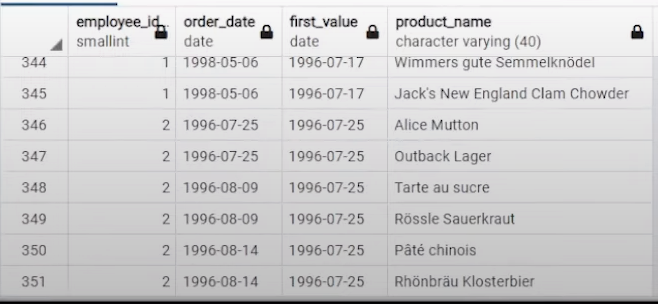 employee_id... order_date first_value product_name
smallint date date character varying (40)
344 1 1998-05-06 1996-07-17 Wimmers gute Semmelknödel
345 1 1998-05-06 1996-07-17 Jack's New England Clam Chowder
346 2 1996-07-25 1996-07-25 Alice Mutton
347 2 1996-07-25 1996-07-25 Outback Lager
348 2 1996-08-09 1996-07-25 Tarte au sucre
349 2 1996-08-09 1996-07-25 Rössle Sauerkraut
350 2 1996-08-14 1996-07-25 Pâté chinois
351 2 1996-08-14 1996-07-25 Rhönbräu Klosterbier